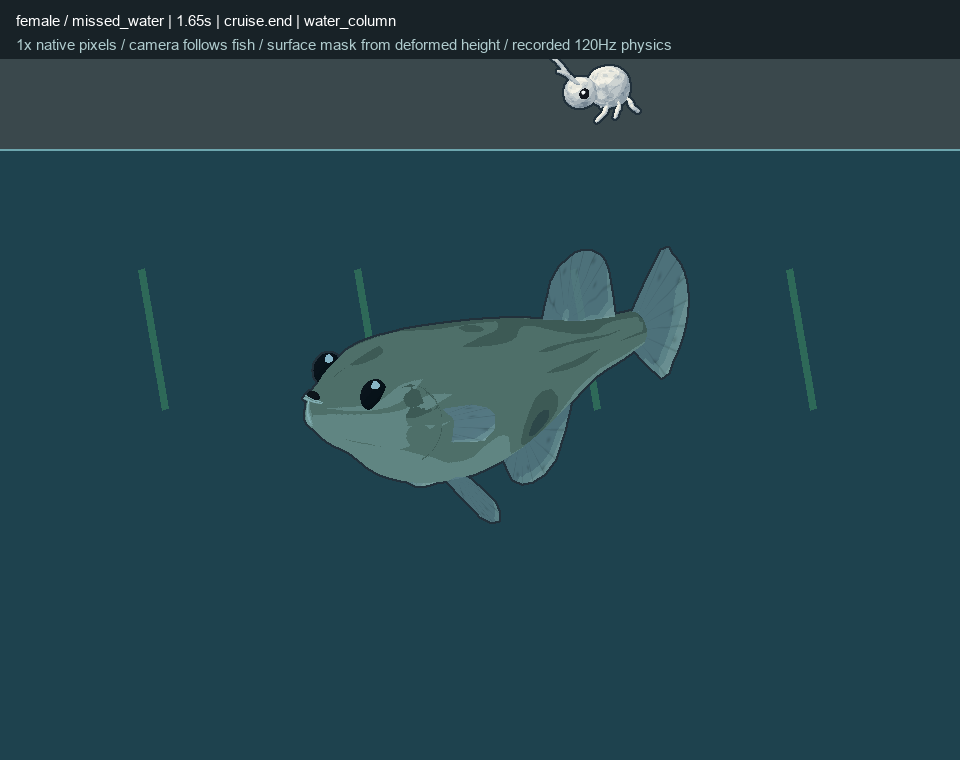 female / missed_water | 1.65s | cruise.end | water_column
1x native pixels / camera follows fish / surface mask from deformed height / recorded 120Hz physics